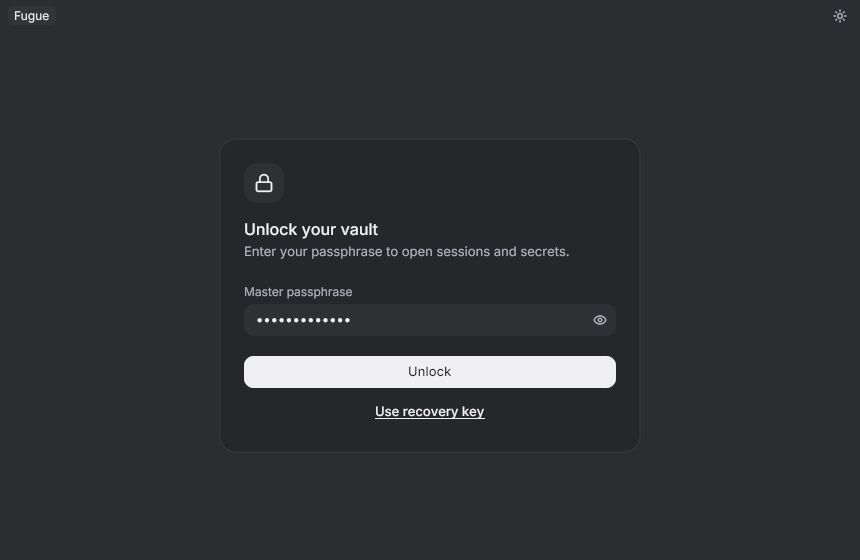 Fugue
Unlock your vault
Enter your passphrase to open sessions and secrets.
Master passphrase
•••••••••••••
Unlock
Use recovery key